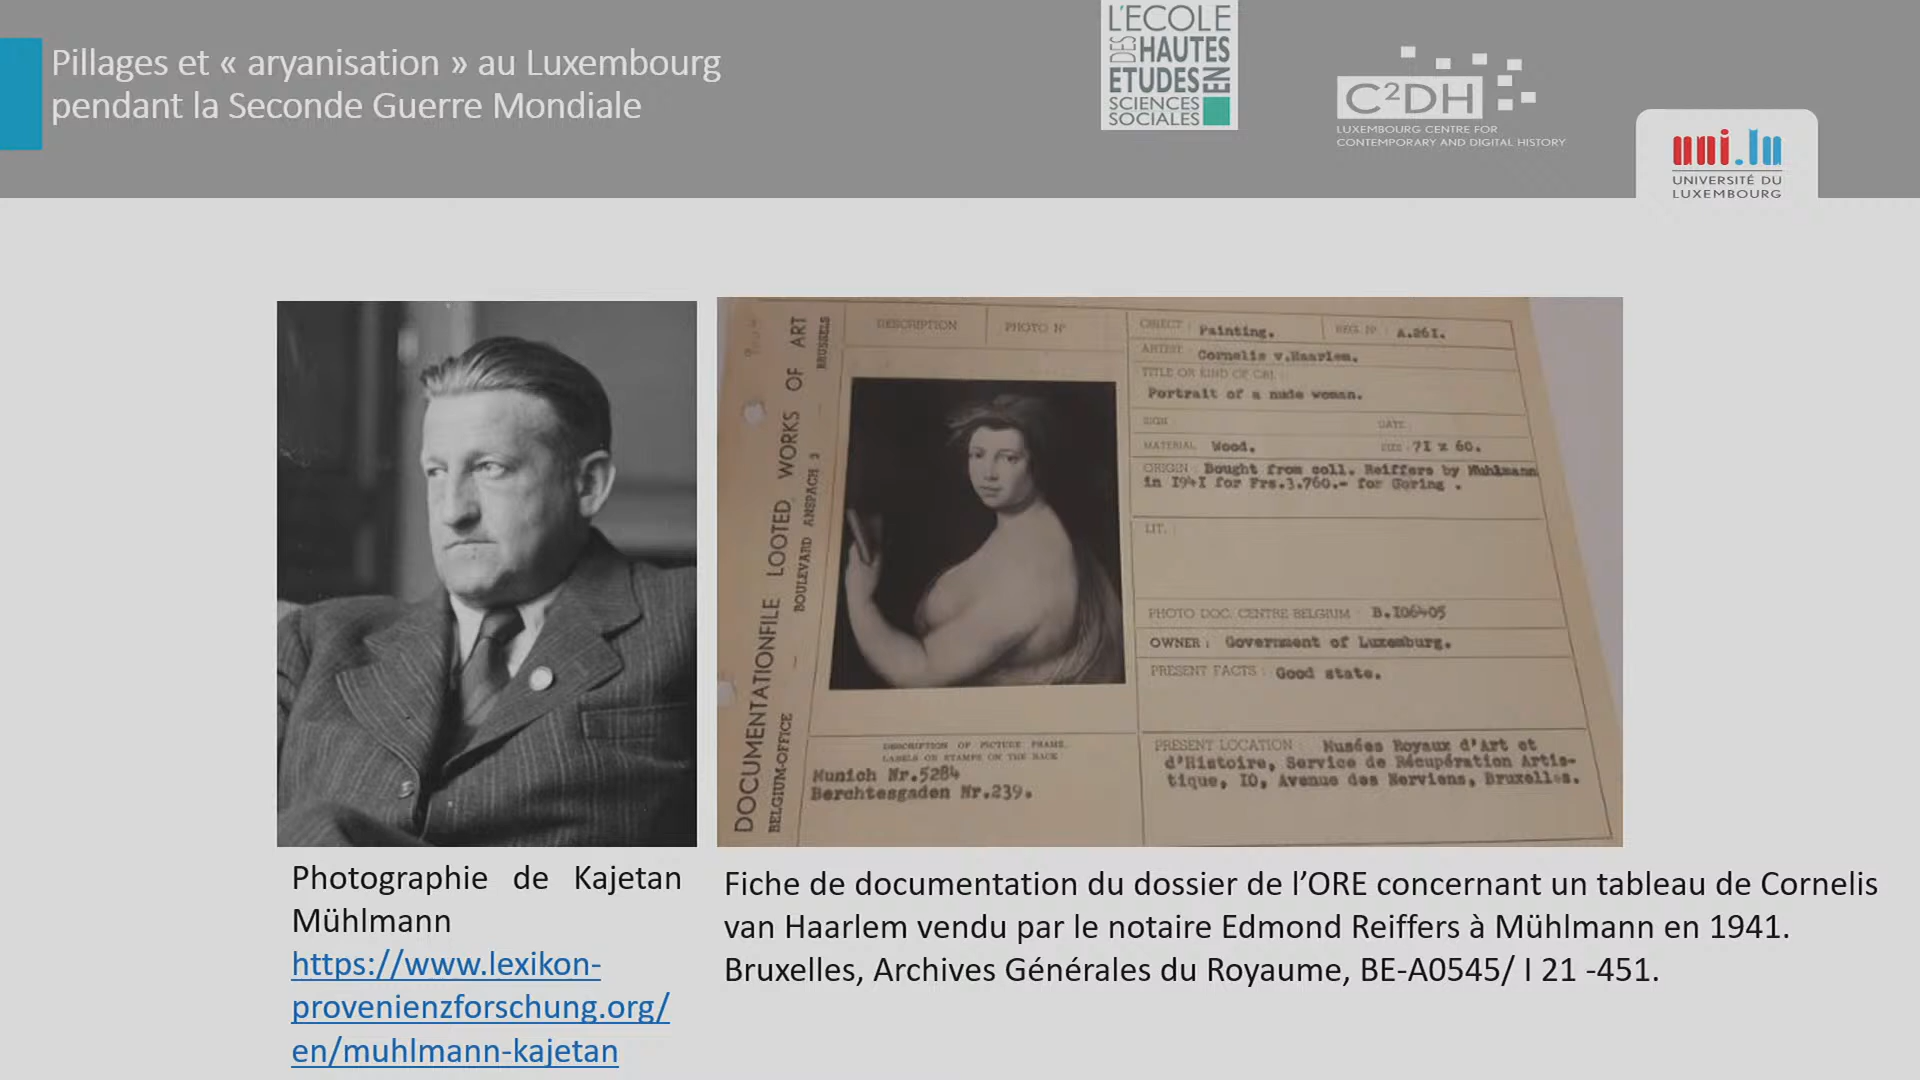 Pillages et « aryanisation » au Luxembourg
pendant la Seconde Guerre Mondiale
L'ECOLE
DES HAUTES
ETUDES EN
SCIENCES
SOCIALES
C²DH
LUXEMBOURG CENTRE FOR
CONTEMPORARY AND DIGITAL HISTORY
uni.lu
UNIVERSITÉ DU
LUXEMBOURG
DOCUMENTATIONFILE LOOTED WORKS OF ART
BELGIUM-OFFICE — BOULEVARD ANSPACH 3 — BRUSSELS
DESCRIPTION
PHOTO Nº
OBJECT : Painting.
REG. Nº : A.261.
ARTIST : Cornelis v.Haarlem.
TITLE OR KIND OF OBJ. :
Portrait of a nude woman.
SIGN
DATE
MATERIAL Wood.
SIZE : 7I x 60.
ORIGIN : Bought from coll. Reiffers by Muhlmann
in I94I for Frs.3.760.- for Goring .
LIT. :
PHOTO DOC. CENTRE BELGIUM : B.I06405
OWNER : Government of Luxemburg.
PRESENT FACTS : Good state.
DESCRIPTION OF PICTURE FRAME,
LABELS OR STAMPS ON THE BACK
Munich Nr.5284
Berchtesgaden Nr.239.
PRESENT LOCATION : Musées Royaux d'Art et
d'Histoire, Service de Récupération Artis-
tique, IO, Avenue des Nerviens, Bruxelles.
Photographie de Kajetan
Mühlmann
https://www.lexikon-
provenienzforschung.org/
en/muhlmann-kajetan
Fiche de documentation du dossier de l’ORE concernant un tableau de Cornelis
van Haarlem vendu par le notaire Edmond Reiffers à Mühlmann en 1941.
Bruxelles, Archives Générales du Royaume, BE-A0545/ I 21 -451.